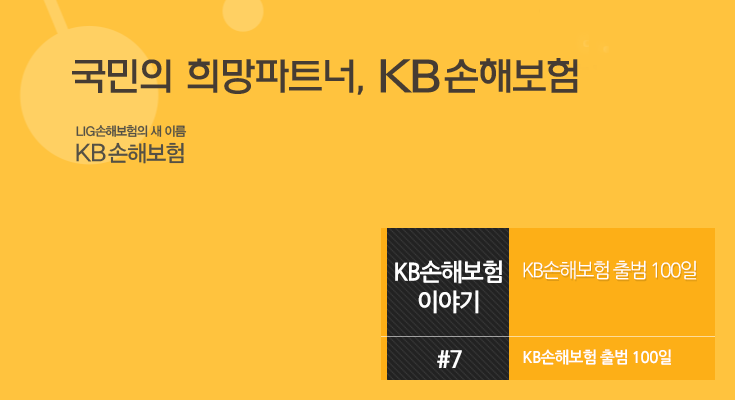 국민의 희망파트너, KB손해보험
LIG손해보험의 새 이름
KB손해보험
KB손해보험
이야기
KB손해보험 출범 100일
#7
KB손해보험 출범 100일